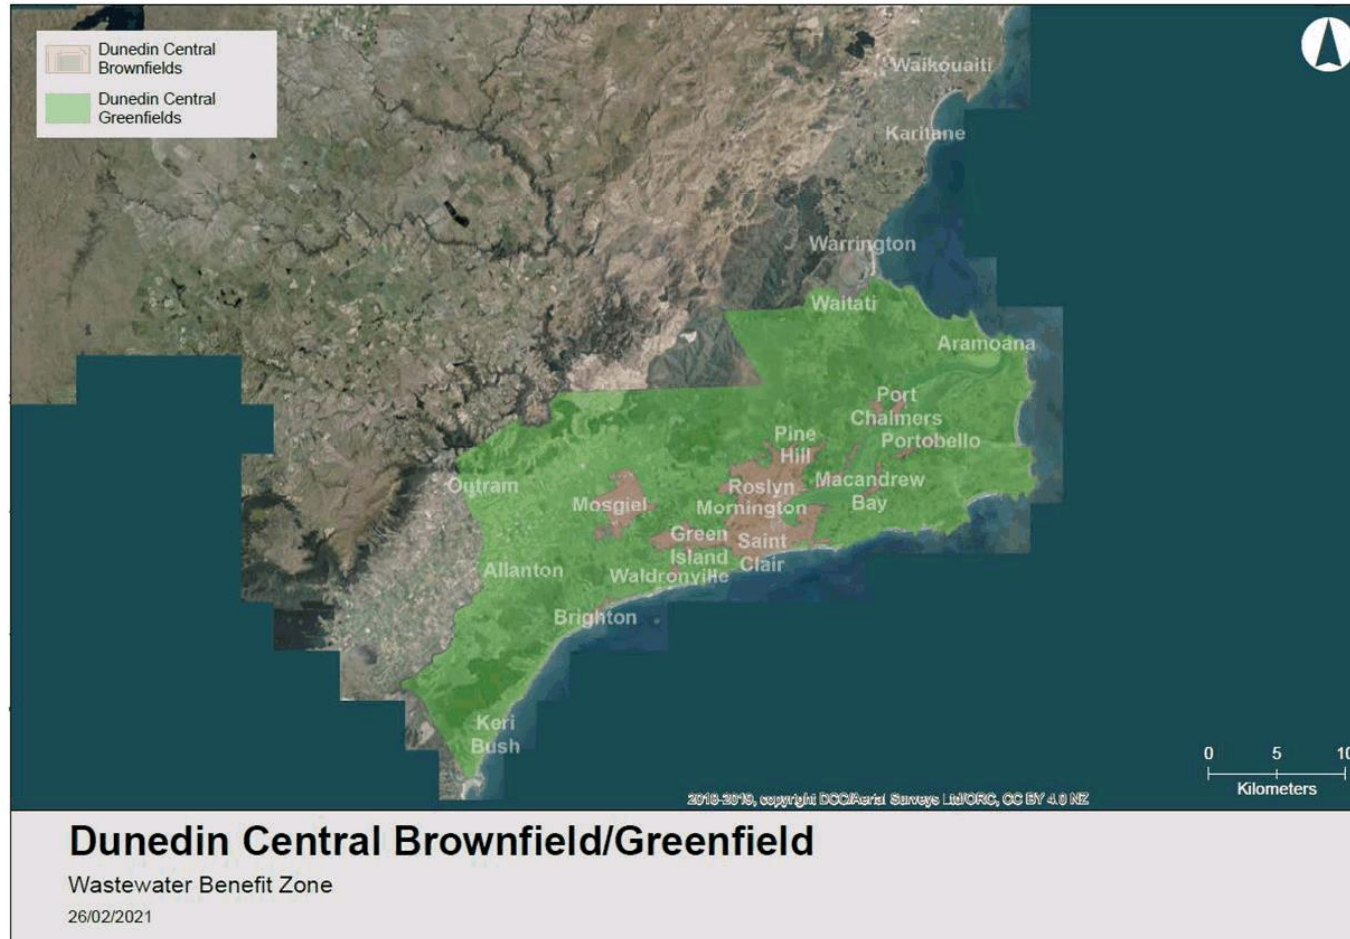 Dunedin Central
Brownfields
Dunedin Central
Greenfields
Waikouaiti
Karitane
Warrington
Waitati
Aramoana
Port
Chalmers
Pine
Hill
Portobello
Outram
Mosgiel
Roslyn
Mornington
Macandrew
Bay
Green
Island
Saint
Clair
Allanton
Waldronville
Brighton
Keri
Bush
0 5 10
Kilometers
2018-2019, copyright DCC/Aerial Surveys Ltd/ORC, CC BY 4.0 NZ
Dunedin Central Brownfield/Greenfield
Wastewater Benefit Zone
26/02/2021